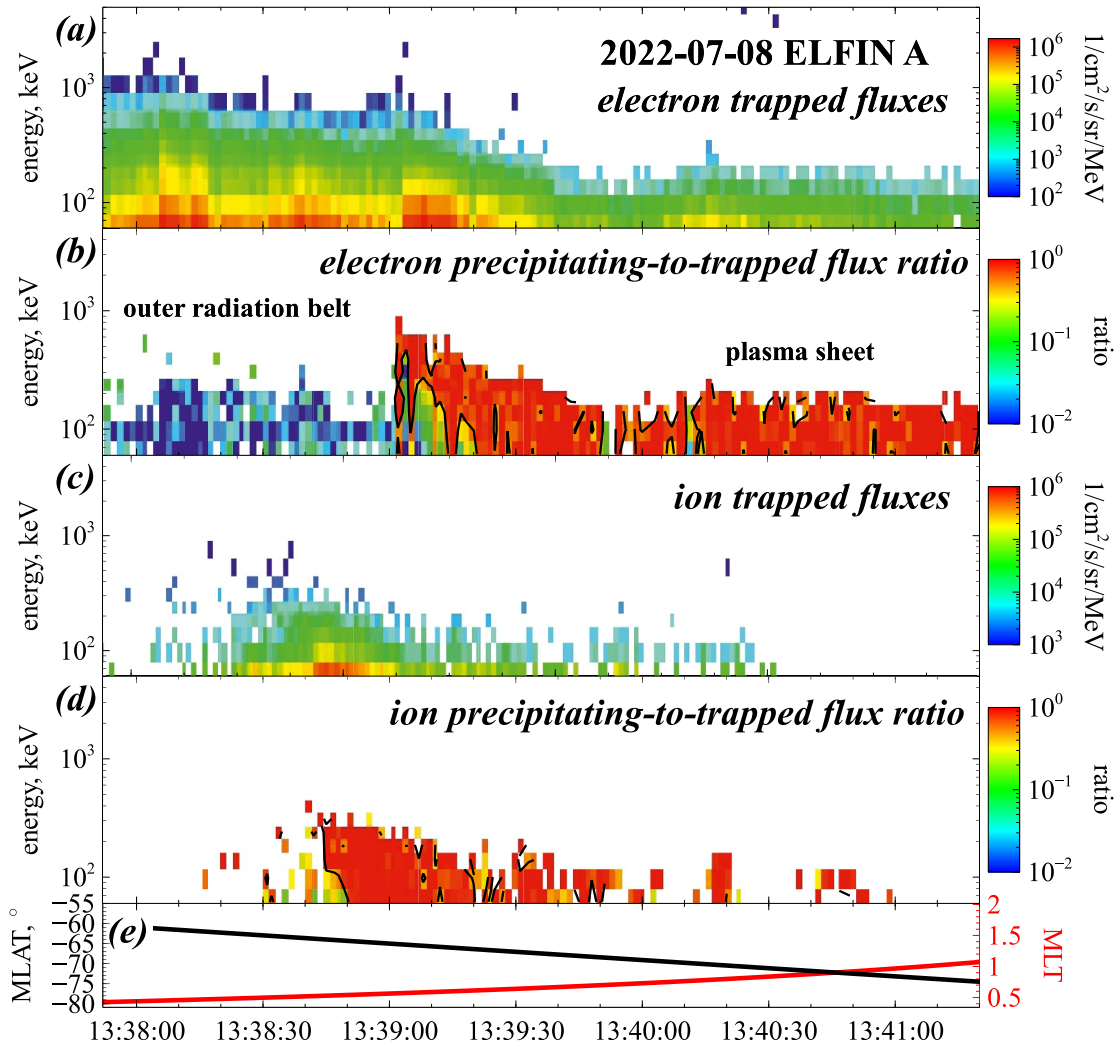 (a)
2022-07-08 ELFIN A
electron trapped fluxes
energy, keV
10³
10²
10⁶
10⁵
10⁴
10³
10²
1/cm²/s/sr/MeV
(b)
electron precipitating-to-trapped flux ratio
outer radiation belt
plasma sheet
energy, keV
10³
10²
10⁰
10⁻¹
10⁻²
ratio
(c)
ion trapped fluxes
energy, keV
10³
10²
10⁶
10⁵
10⁴
10³
1/cm²/s/sr/MeV
(d)
ion precipitating-to-trapped flux ratio
energy, keV
10³
10²
10⁰
10⁻¹
10⁻²
ratio
(e)
MLAT, °
−55
−60
−65
−70
−75
−80
2
1.5
1
0.5
MLT
13:38:00 13:38:30 13:39:00 13:39:30 13:40:00 13:40:30 13:41:00